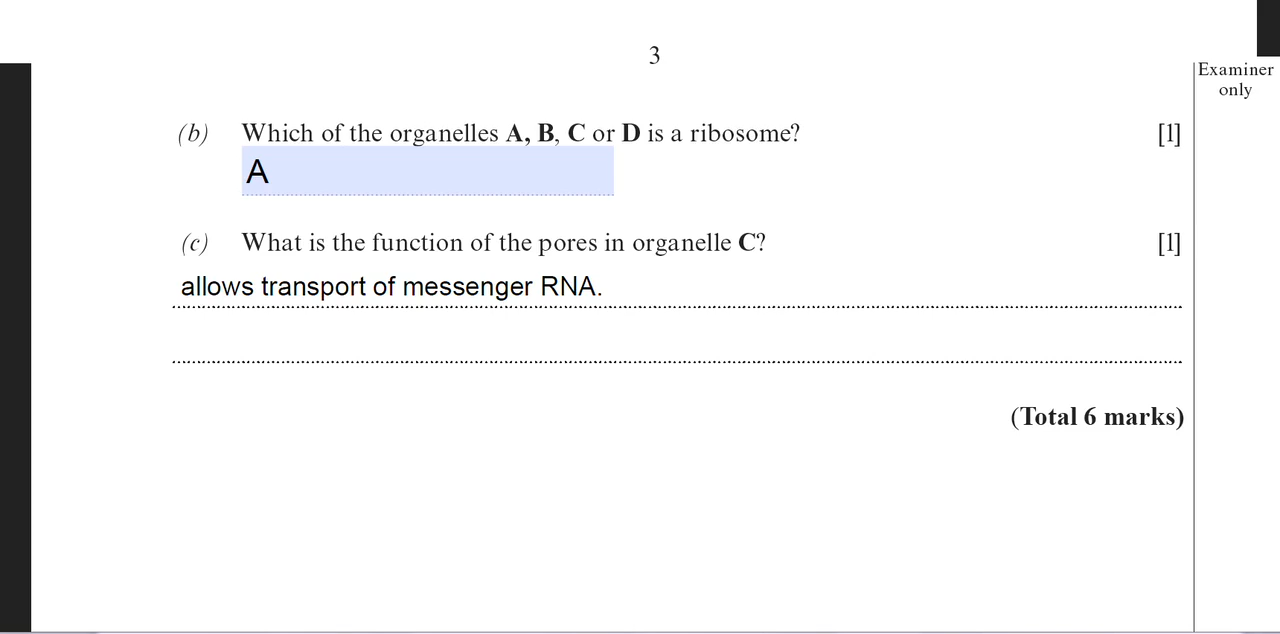 3
Examiner
only
(b) Which of the organelles A, B, C or D is a ribosome? [1]
A
(c) What is the function of the pores in organelle C? [1]
allows transport of messenger RNA.
(Total 6 marks)